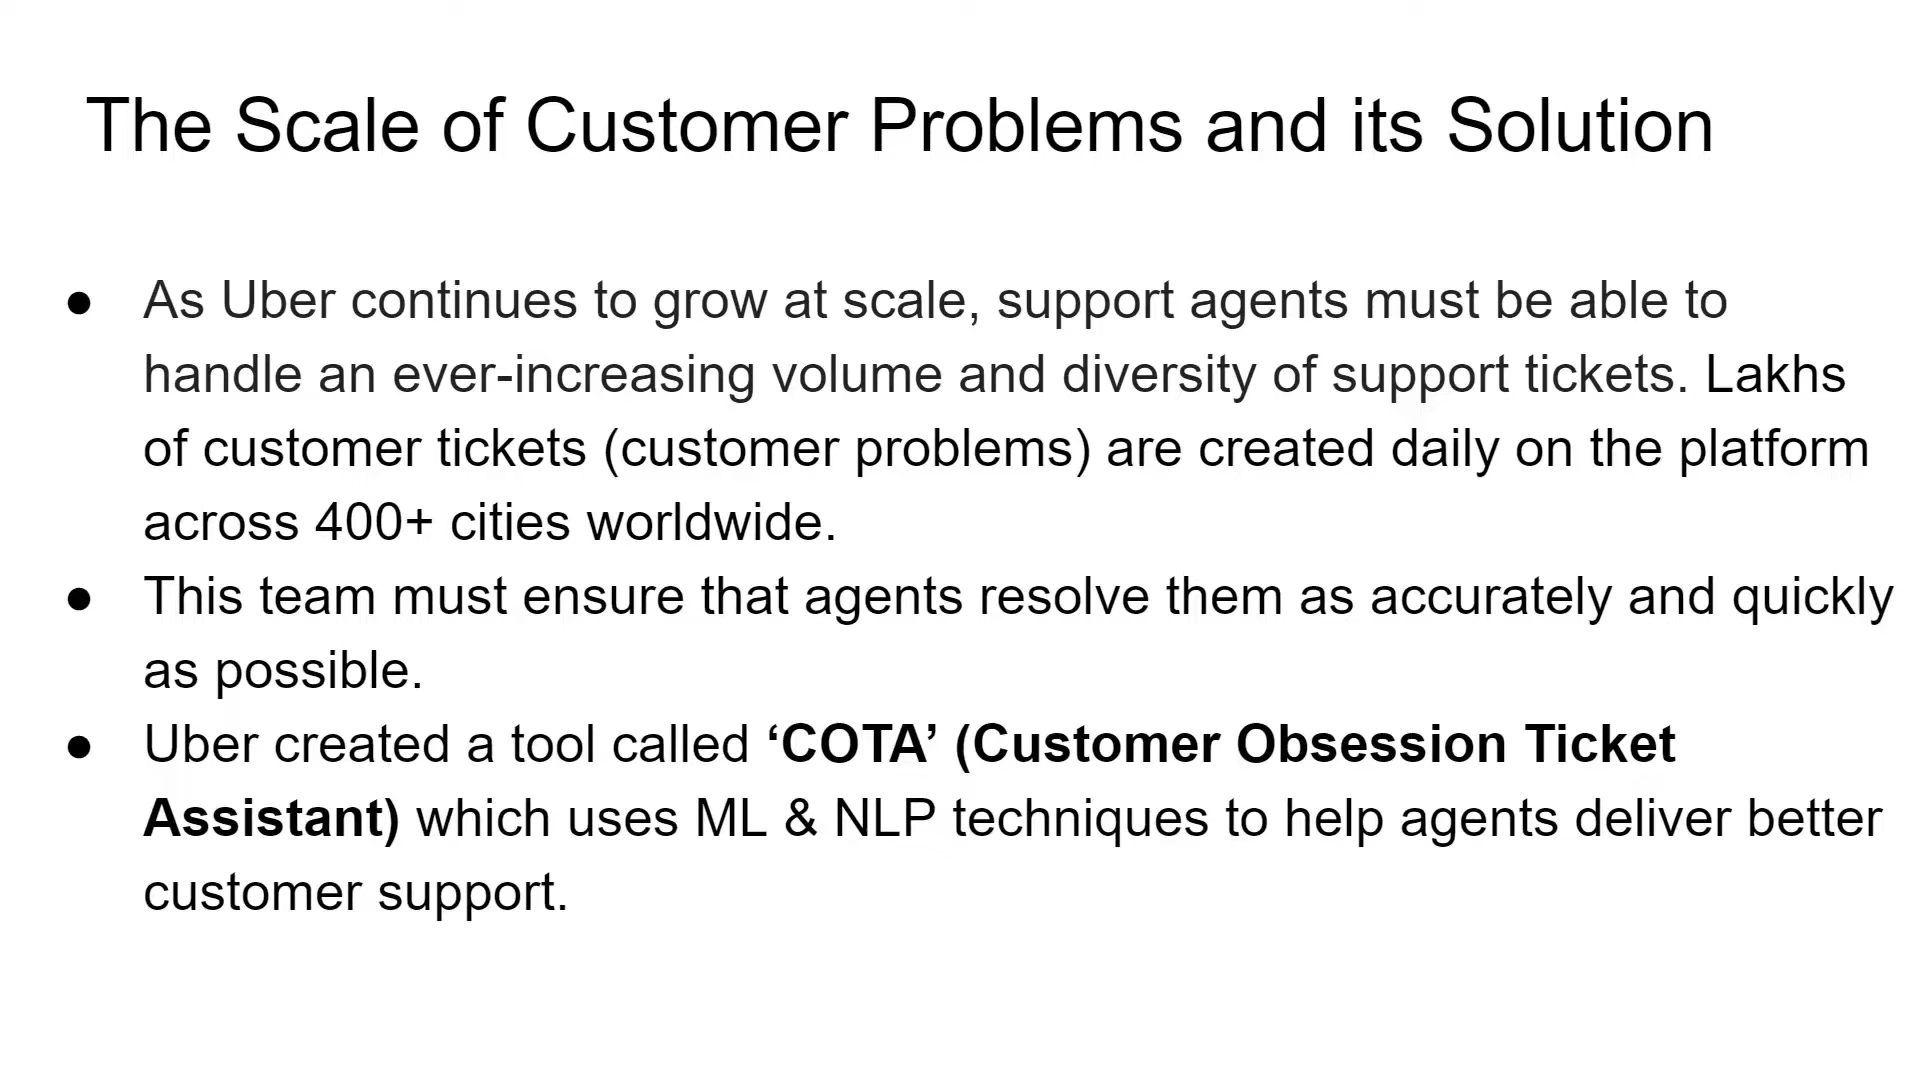 The Scale of Customer Problems and its Solution
● As Uber continues to grow at scale, support agents must be able to
handle an ever-increasing volume and diversity of support tickets. Lakhs
of customer tickets (customer problems) are created daily on the platform
across 400+ cities worldwide.
● This team must ensure that agents resolve them as accurately and quickly
as possible.
● Uber created a tool called ‘COTA’ (Customer Obsession Ticket
Assistant) which uses ML & NLP techniques to help agents deliver better
customer support.